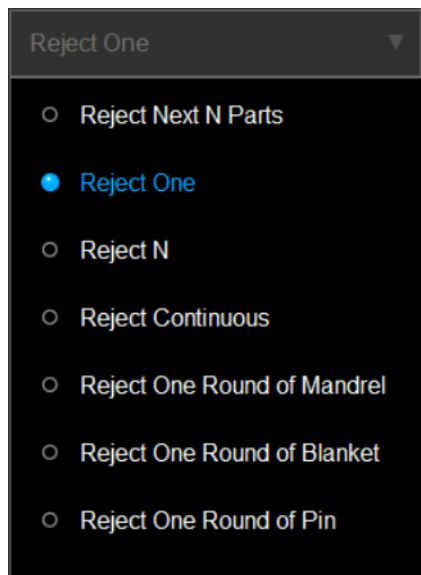 Reject One
Reject Next N Parts
Reject One
Reject N
Reject Continuous
Reject One Round of Mandrel
Reject One Round of Blanket
Reject One Round of Pin